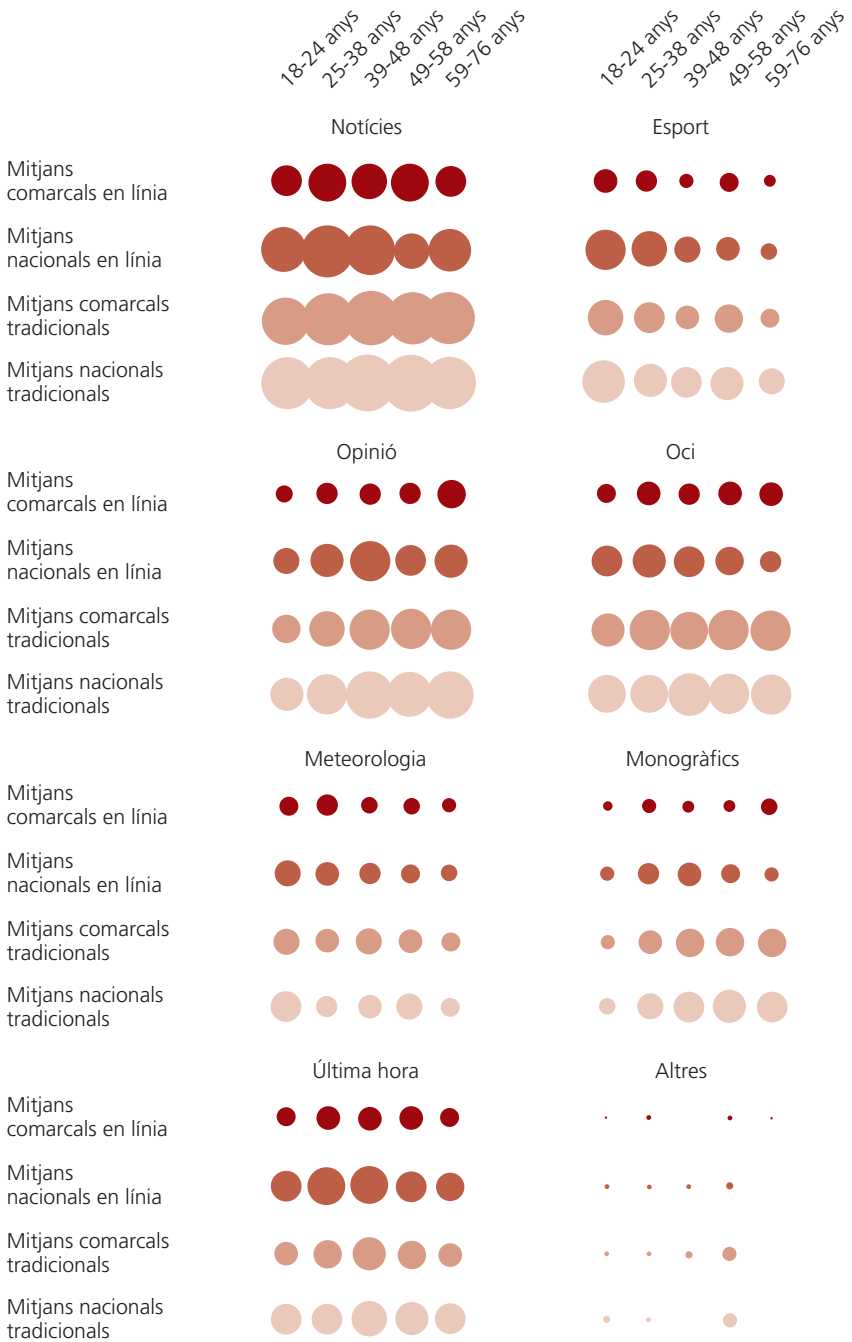 18-24 anys
25-38 anys
39-48 anys
49-58 anys
59-76 anys
18-24 anys
25-38 anys
39-48 anys
49-58 anys
59-76 anys
Notícies
Esport
Mitjans
comarcals en línia
Mitjans
nacionals en línia
Mitjans comarcals
tradicionals
Mitjans nacionals
tradicionals
Opinió
Oci
Mitjans
comarcals en línia
Mitjans
nacionals en línia
Mitjans comarcals
tradicionals
Mitjans nacionals
tradicionals
Meteorologia
Monogràfics
Mitjans
comarcals en línia
Mitjans
nacionals en línia
Mitjans comarcals
tradicionals
Mitjans nacionals
tradicionals
Última hora
Altres
Mitjans
comarcals en línia
Mitjans
nacionals en línia
Mitjans comarcals
tradicionals
Mitjans nacionals
tradicionals